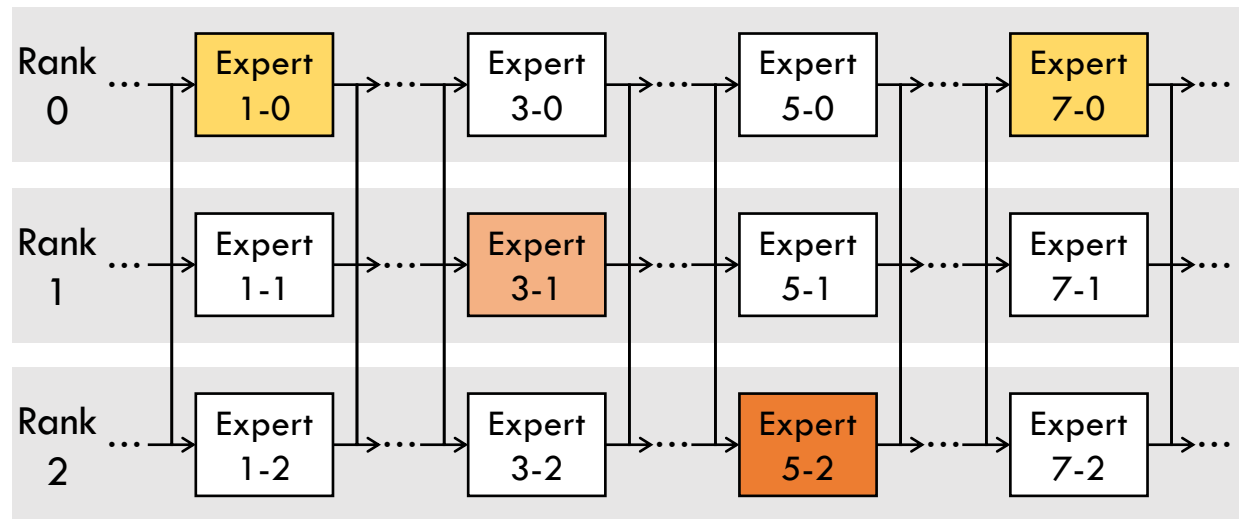 Rank
0
...
Expert
1-0
...
Expert
3-0
...
Expert
5-0
...
Expert
7-0
...
Rank
1
...
Expert
1-1
...
Expert
3-1
...
Expert
5-1
...
Expert
7-1
...
Rank
2
...
Expert
1-2
...
Expert
3-2
...
Expert
5-2
...
Expert
7-2
...